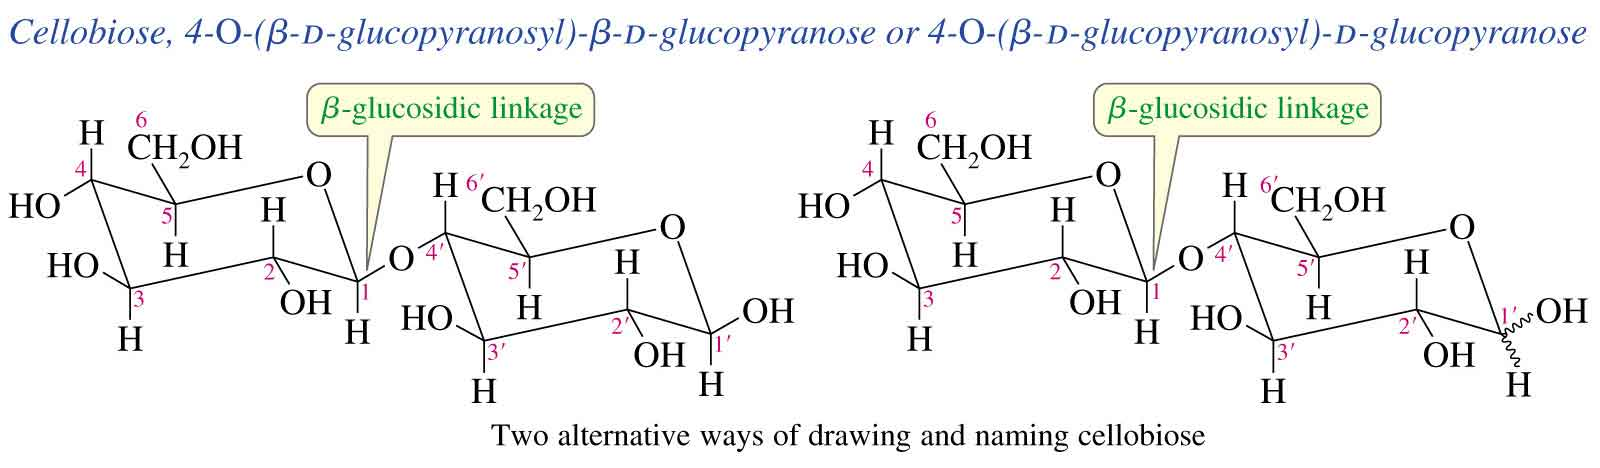 Cellobiose, 4-O-(β-D-glucopyranosyl)-β-D-glucopyranose or 4-O-(β-D-glucopyranosyl)-D-glucopyranose
β-glucosidic linkage
H
6
CH₂OH
4
HO
O
5
H
H
HO
2
3
OH
1
H
H
O
H
6′
CH₂OH
4′
O
5′
H
H
HO
2′
3′
OH
1′
OH
H
H
β-glucosidic linkage
H
6
CH₂OH
4
HO
O
5
H
H
HO
2
3
OH
1
H
H
O
H
6′
CH₂OH
4′
O
5′
H
H
HO
2′
3′
OH
1′
OH
H
H
Two alternative ways of drawing and naming cellobiose